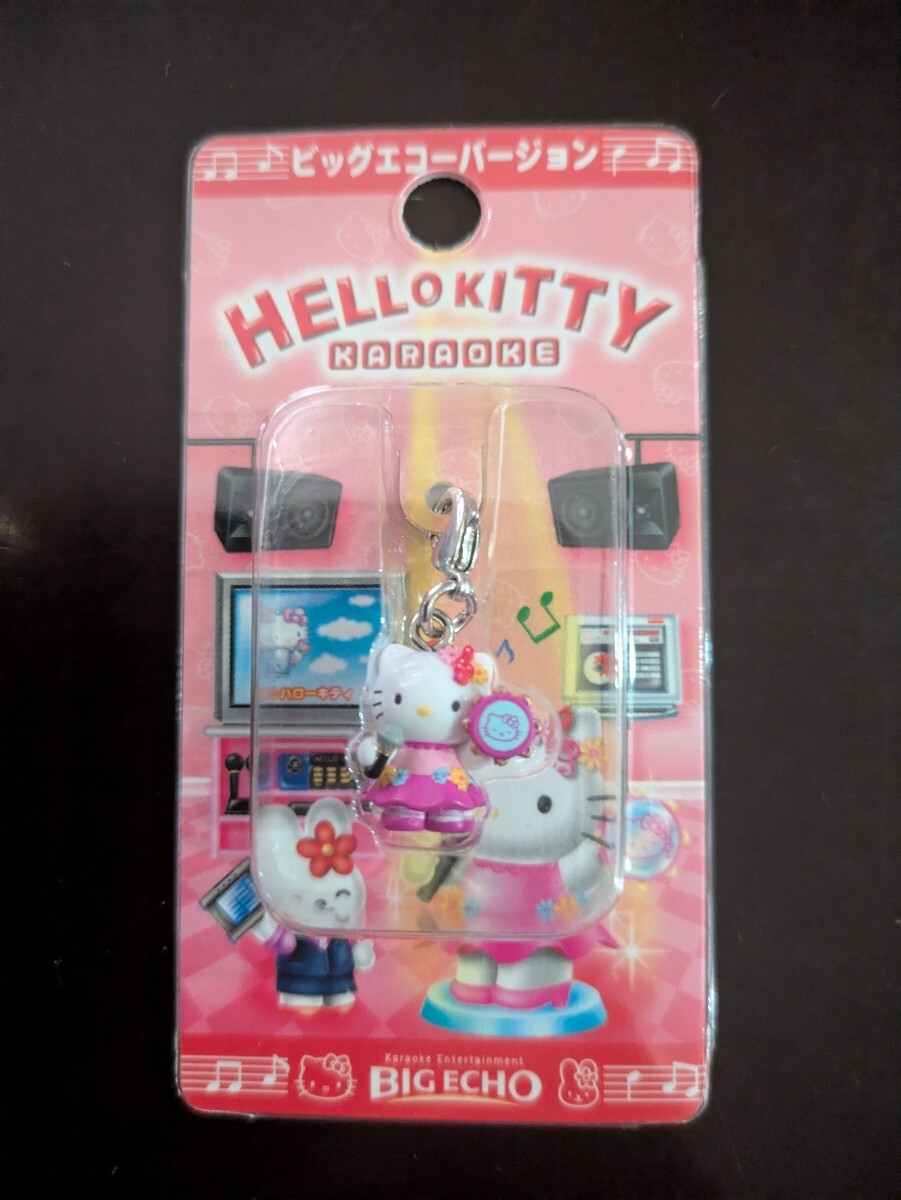 ビッグエコーバージョン
HELLO KITTY
KARAOKE
ハローキティ
HELLO
Karaoke Entertainment
BIG ECHO